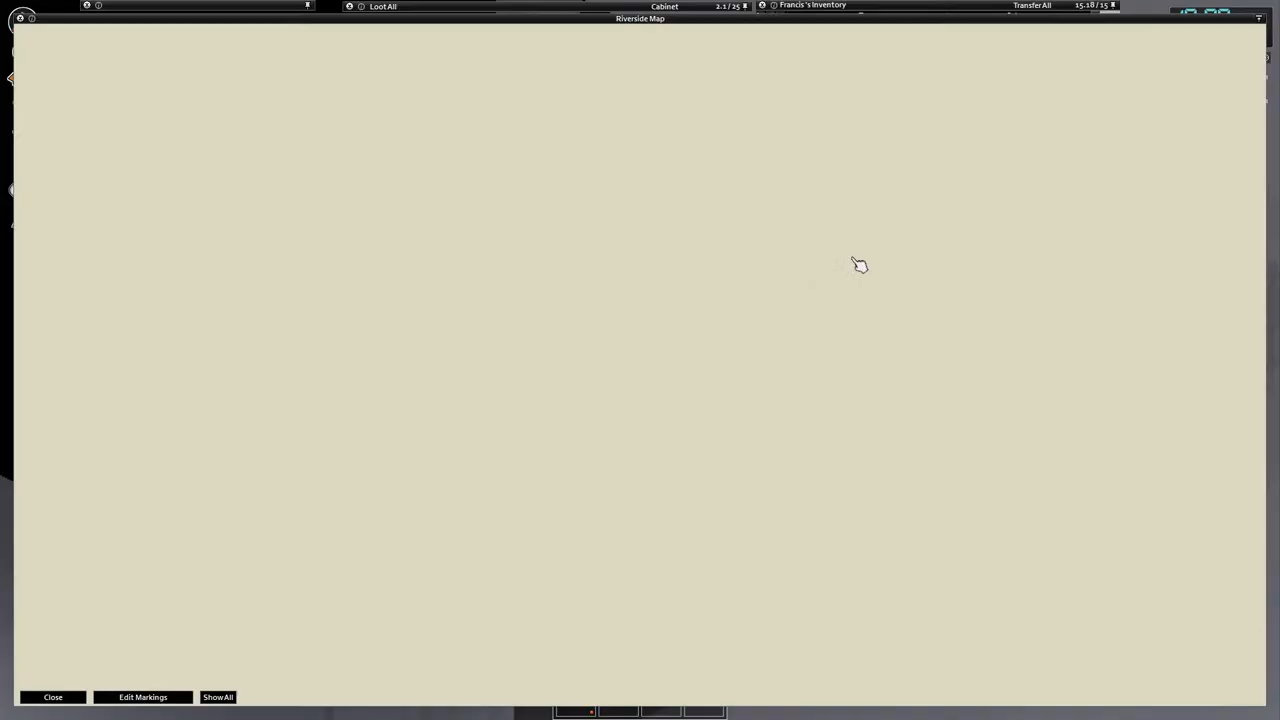 Loot All
Cabinet
2.1 / 25
Francis 's Inventory
Transfer All
15.18 / 15
Riverside Map
Close
Edit Markings
Show All